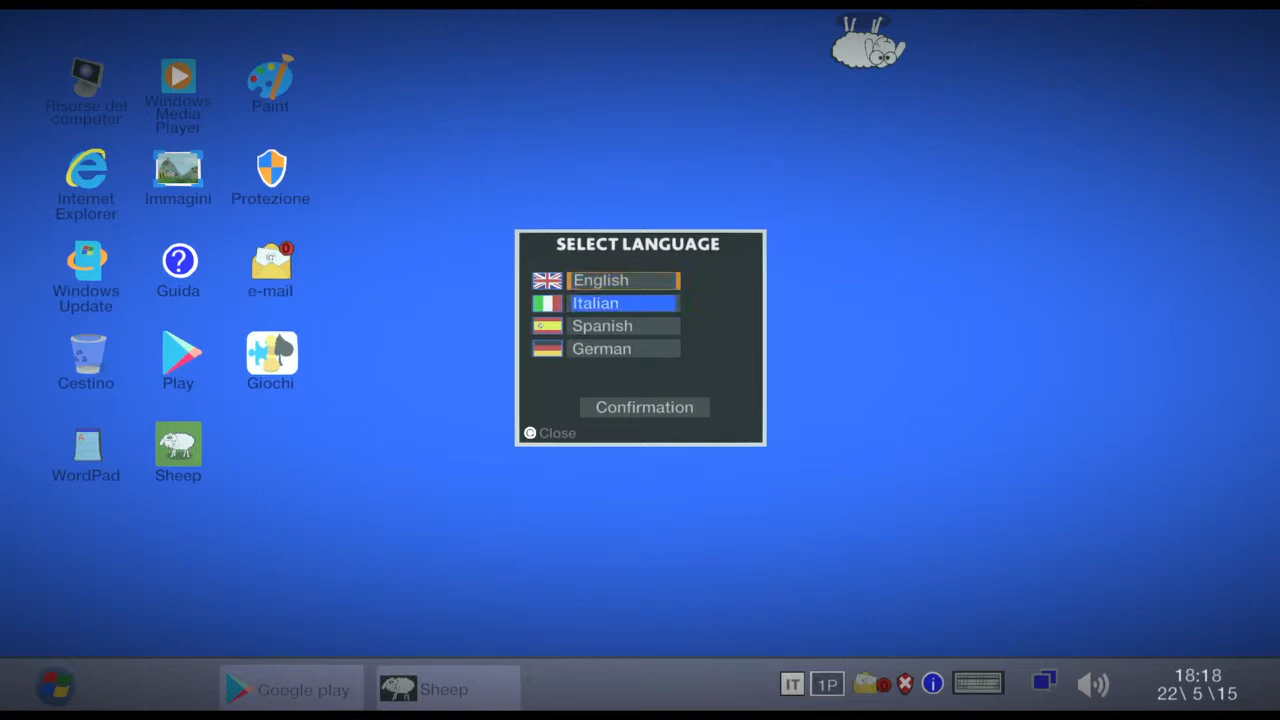 Risorse del
computer
Windows
Media
Player
Paint
Internet
Explorer
Immagini
Protezione
Windows
Update
Guida
0
e-mail
Cestino
Play
Giochi
WordPad
Sheep
SELECT LANGUAGE
English
Italian
Spanish
German
Confirmation
Close
Google play
Sheep
IT
1P
0
18:18
22\ 5 \15